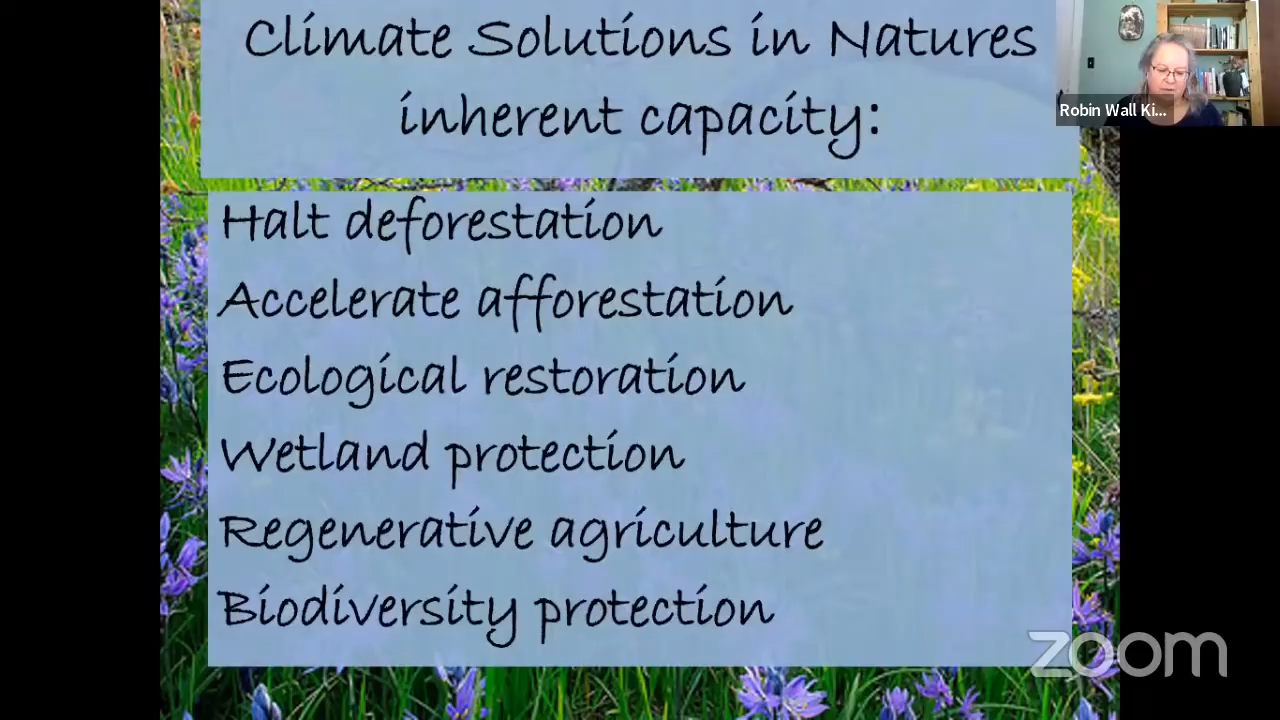 Climate Solutions in Natures
inherent capacity:
Robin Wall Ki...
Halt deforestation
Accelerate afforestation
Ecological restoration
Wetland protection
Regenerative agriculture
Biodiversity protection
zoom